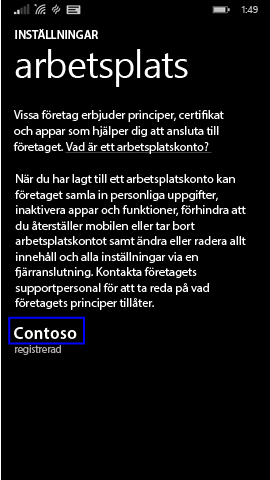 1:49
INSTÄLLNINGAR
arbetsplats
Vissa företag erbjuder principer, certifikat
och appar som hjälper dig att ansluta till
företaget. Vad är ett arbetsplatskonto?
När du har lagt till ett arbetsplatskonto kan
företaget samla in personliga uppgifter,
inaktivera appar och funktioner, förhindra att
du återställer mobilen eller tar bort
arbetsplatskontot samt ändra eller radera allt
innehåll och alla inställningar via en
fjärranslutning. Kontakta företagets
supportpersonal för att ta reda på vad
företagets principer tillåter.
Contoso
registrerad